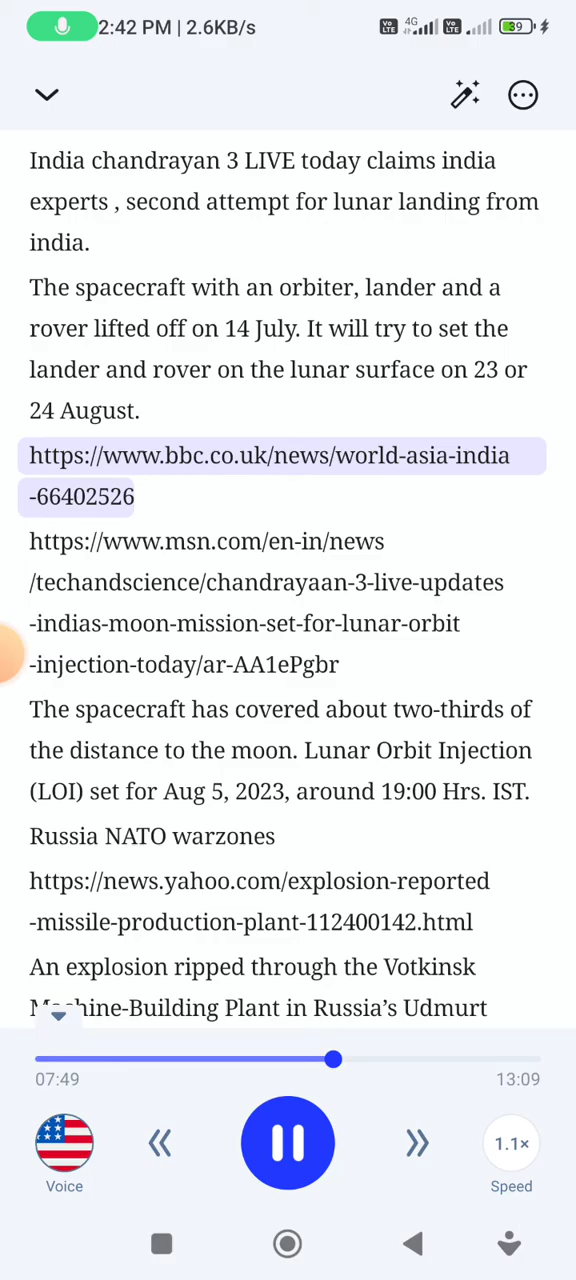 2:42 PM | 2.6KB/s
Vo LTE 4G Vo LTE 39
India chandrayan 3 LIVE today claims india
experts , second attempt for lunar landing from
india.
The spacecraft with an orbiter, lander and a
rover lifted off on 14 July. It will try to set the
lander and rover on the lunar surface on 23 or
24 August.
https://www.bbc.co.uk/news/world-asia-india
-66402526
https://www.msn.com/en-in/news
/techandscience/chandrayaan-3-live-updates
-indias-moon-mission-set-for-lunar-orbit
-injection-today/ar-AA1ePgbr
The spacecraft has covered about two-thirds of
the distance to the moon. Lunar Orbit Injection
(LOI) set for Aug 5, 2023, around 19:00 Hrs. IST.
Russia NATO warzones
https://news.yahoo.com/explosion-reported
-missile-production-plant-112400142.html
An explosion ripped through the Votkinsk
Machine-Building Plant in Russia’s Udmurt
07:49 13:09
1.1×
Voice Speed